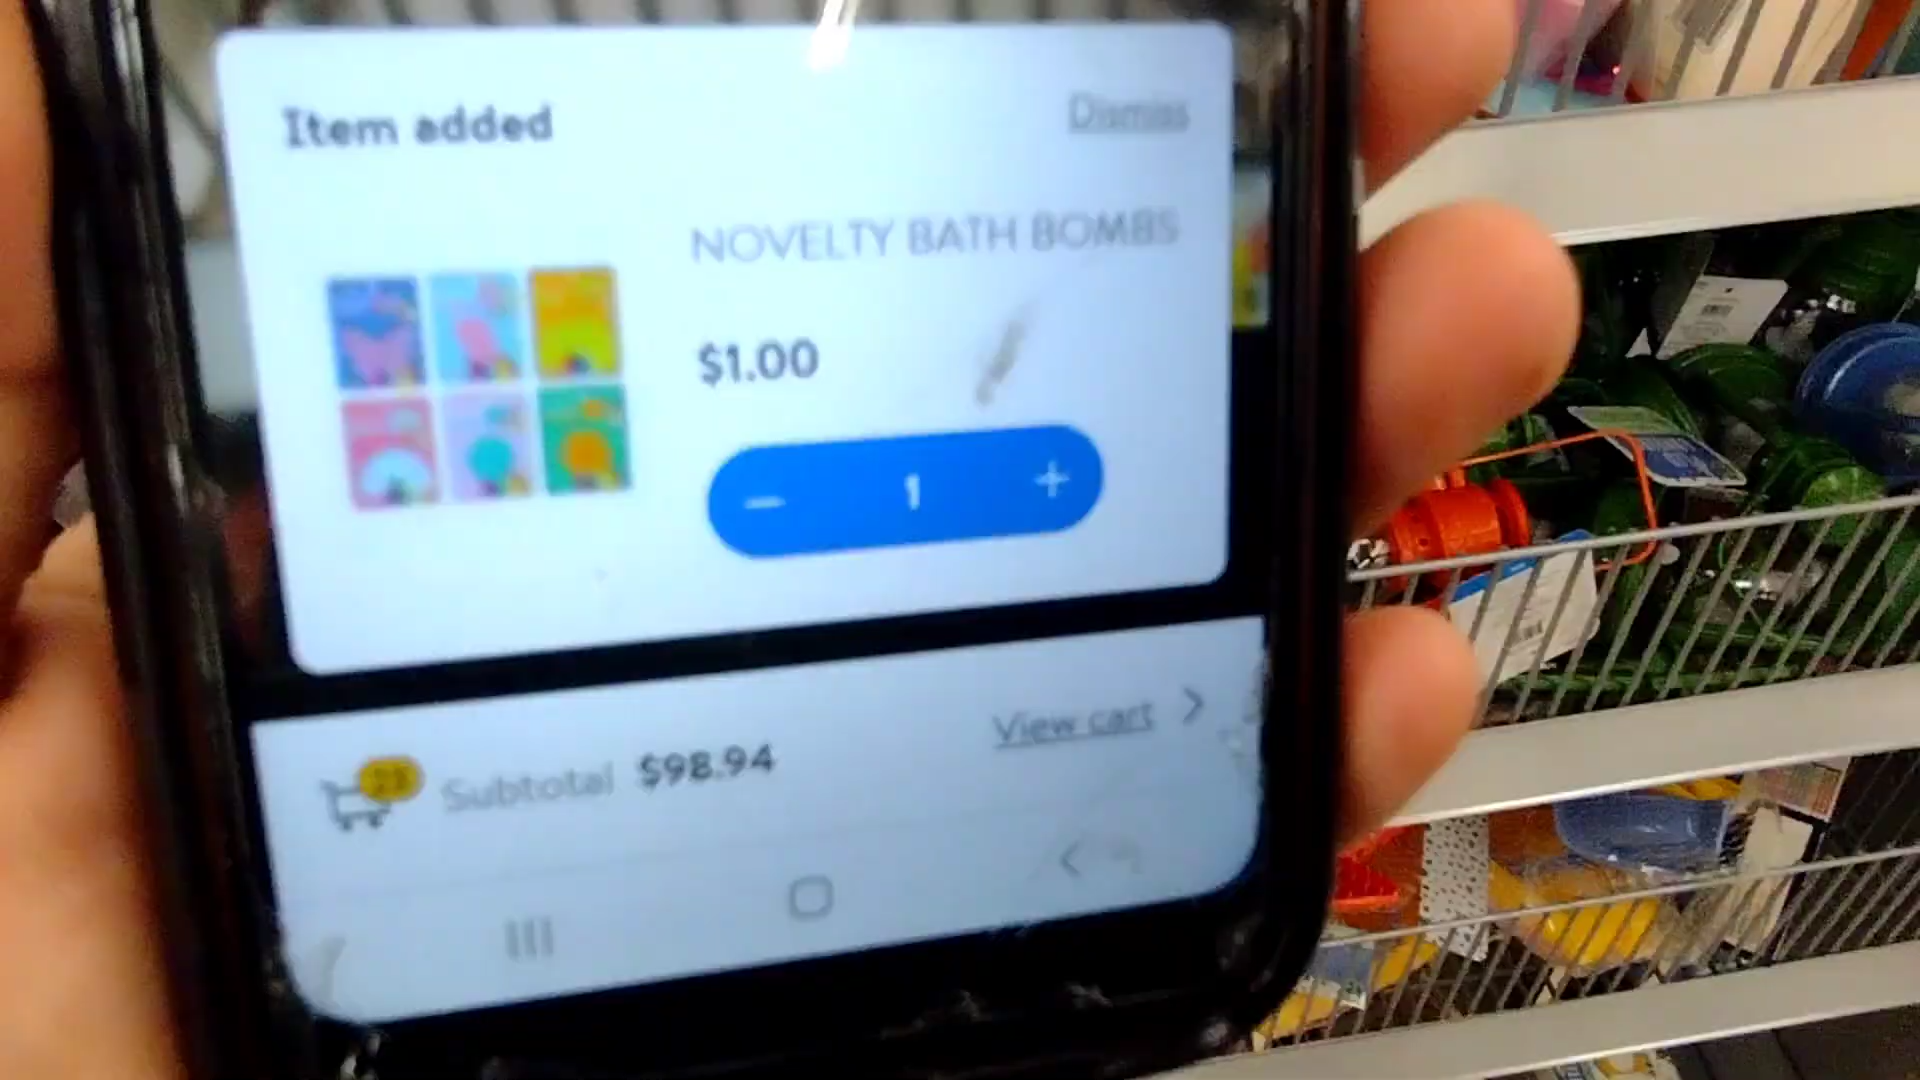 Item added
Dismiss
NOVELTY BATH BOMBS
$1.00
− 1 +
Subtotal $98.94
View cart >